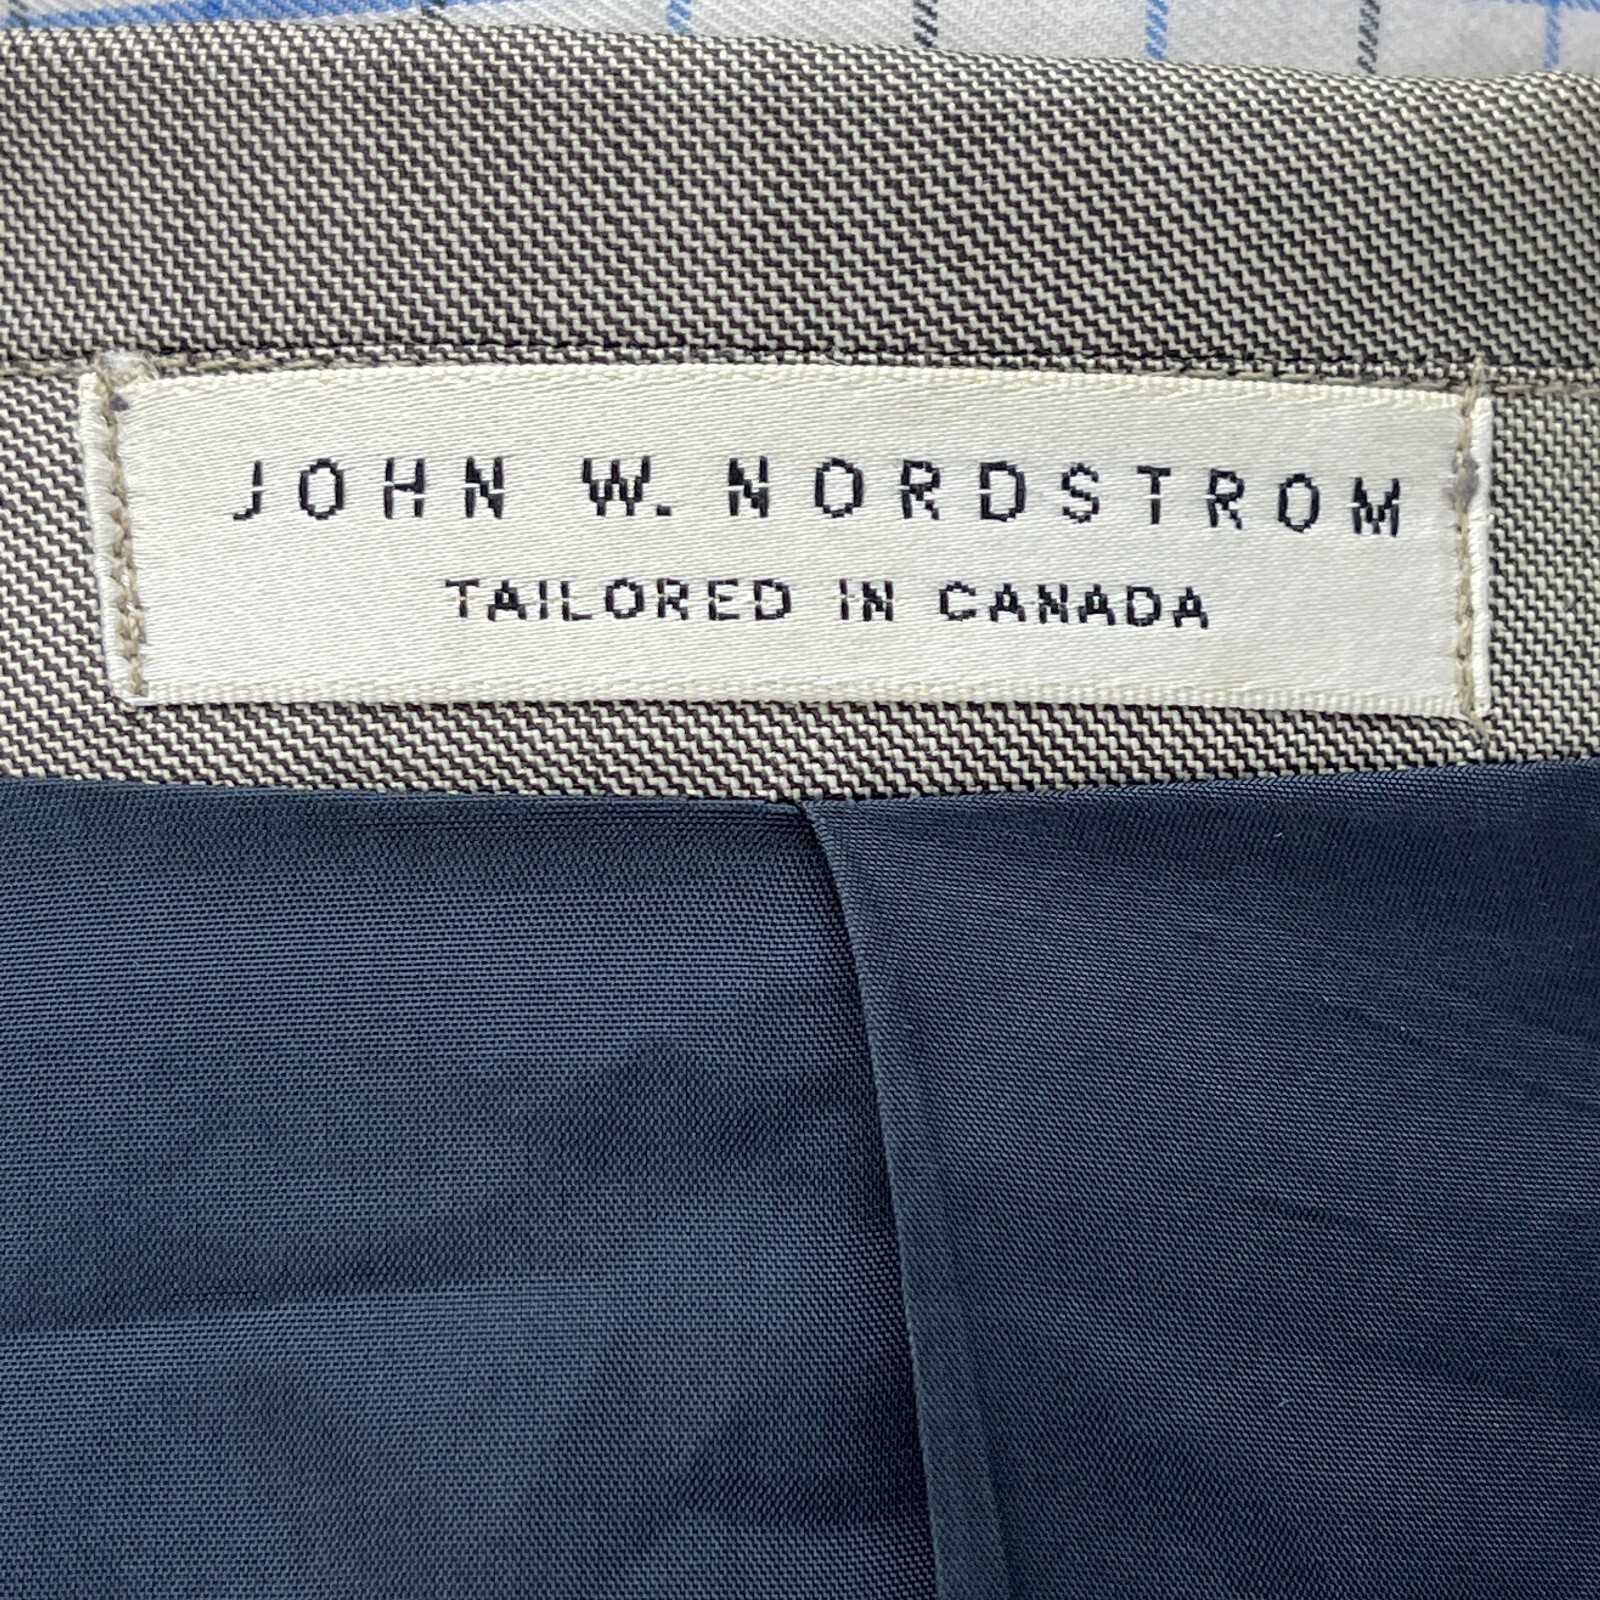 JOHN W. NORDSTROM
TAILORED IN CANADA